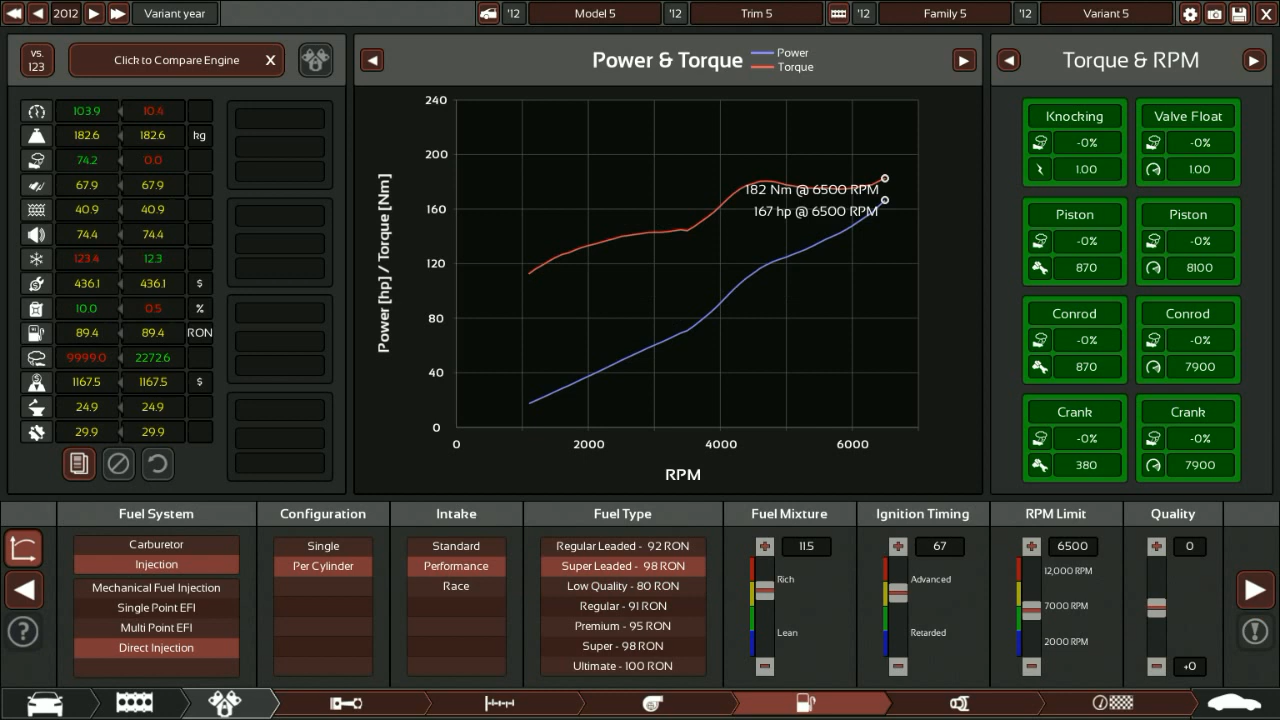 2012
Variant year
'12
Model 5
'12
Trim 5
'12
Family 5
'12
Variant 5
VS.
123
Click to Compare Engine X
103.9 10.4
182.6 182.6 kg
74.2 0.0
67.9 67.9
40.9 40.9
74.4 74.4
123.4 12.3
436.1 436.1 $
10.0 0.5 %
89.4 89.4 RON
9999.0 2272.6
1167.5 1167.5 $
24.9 24.9
29.9 29.9
Power & Torque
Power
Torque
Power [hp] / Torque [Nm]
240
200
160
120
80
40
0
0 2000 4000 6000
RPM
182 Nm @ 6500 RPM
167 hp @ 6500 RPM
Torque & RPM
Knocking Valve Float
-0% -0%
1.00 1.00
Piston Piston
-0% -0%
870 8100
Conrod Conrod
-0% -0%
870 7900
Crank Crank
-0% -0%
380 7900
Fuel System
Carburetor
Injection
Mechanical Fuel Injection
Single Point EFI
Multi Point EFI
Direct Injection
Configuration
Single
Per Cylinder
Intake
Standard
Performance
Race
Fuel Type
Regular Leaded - 92 RON
Super Leaded - 98 RON
Low Quality - 80 RON
Regular - 91 RON
Premium - 95 RON
Super - 98 RON
Ultimate - 100 RON
Fuel Mixture
11.5
Rich
Lean
Ignition Timing
67
Advanced
Retarded
RPM Limit
6500
12,000 RPM
7000 RPM
2000 RPM
Quality
0
+0